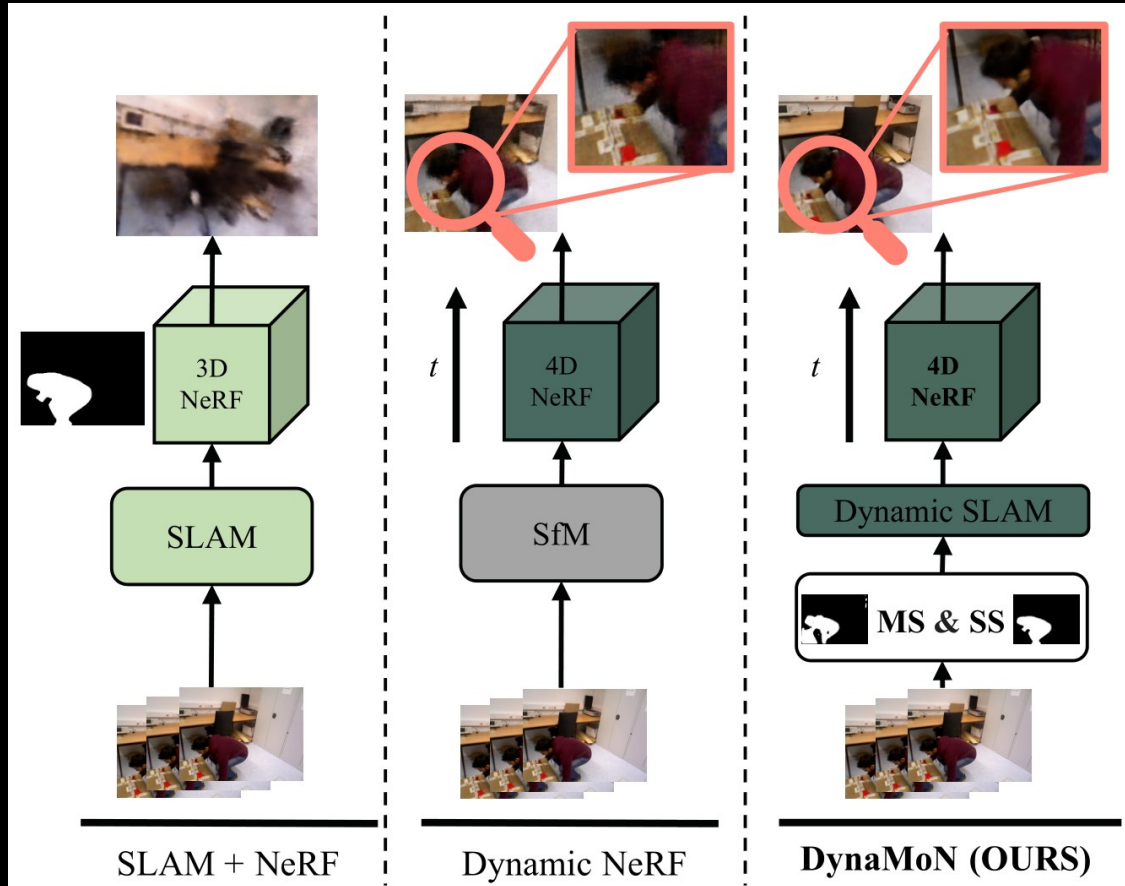 3D
NeRF
SLAM
SLAM + NeRF
t
4D
NeRF
SfM
Dynamic NeRF
t
4D
NeRF
Dynamic SLAM
MS & SS
DynaMoN (OURS)